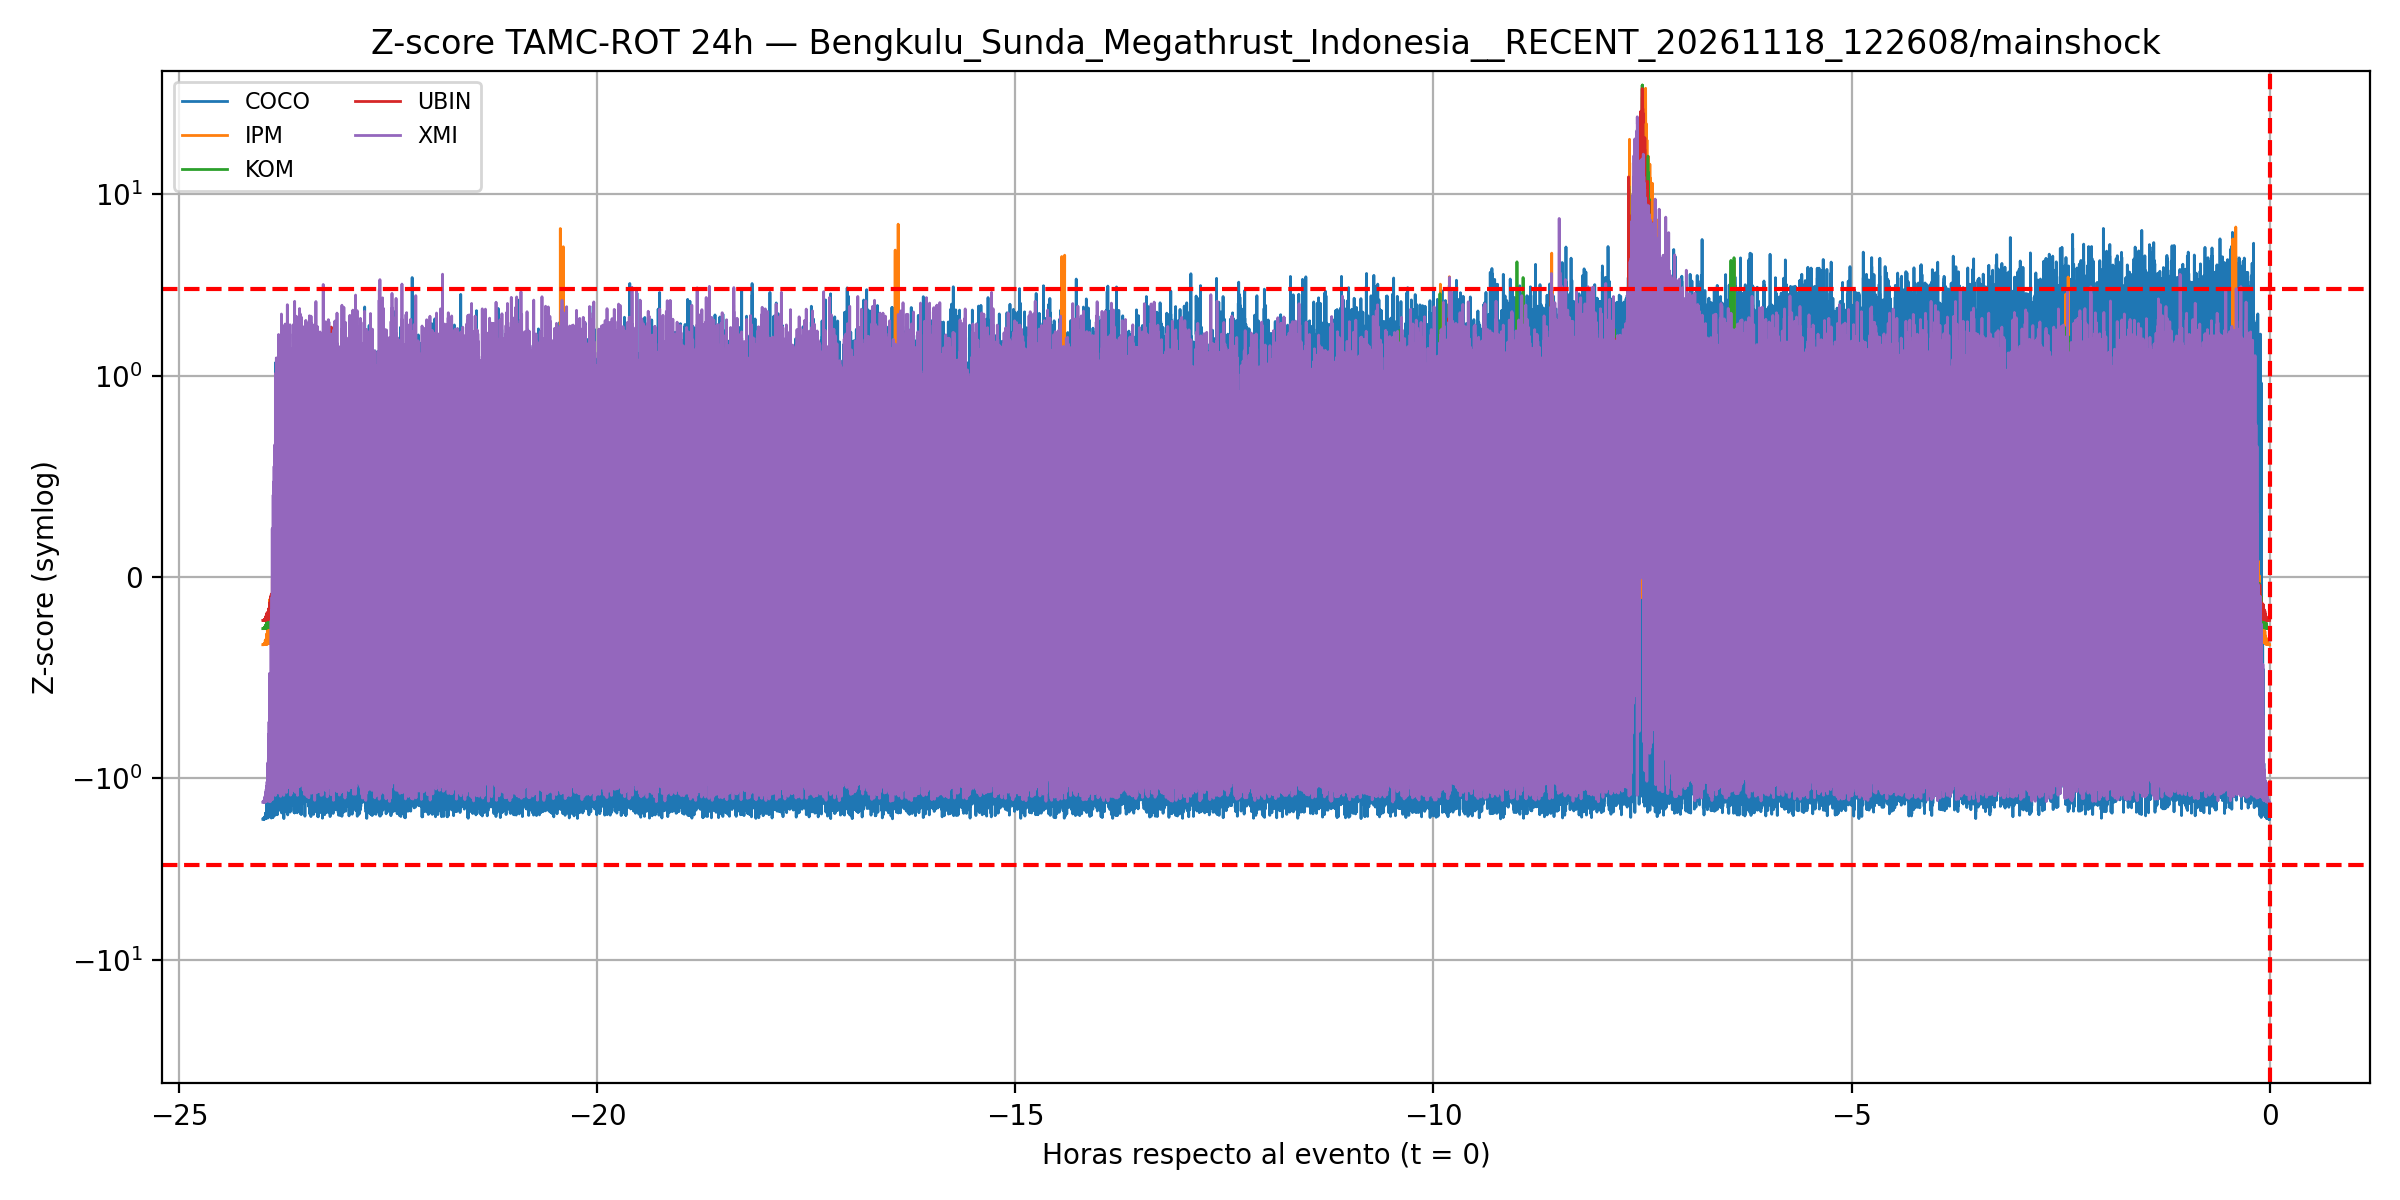 Z-score TAMC-ROT 24h — Bengkulu_Sunda_Megathrust_Indonesia__RECENT_20261118_122608/mainshock
COCO
IPM
KOM
UBIN
XMI
Z-score (symlog)
10¹
10⁰
0
−10⁰
−10¹
−25
−20
−15
−10
−5
0
Horas respecto al evento (t = 0)